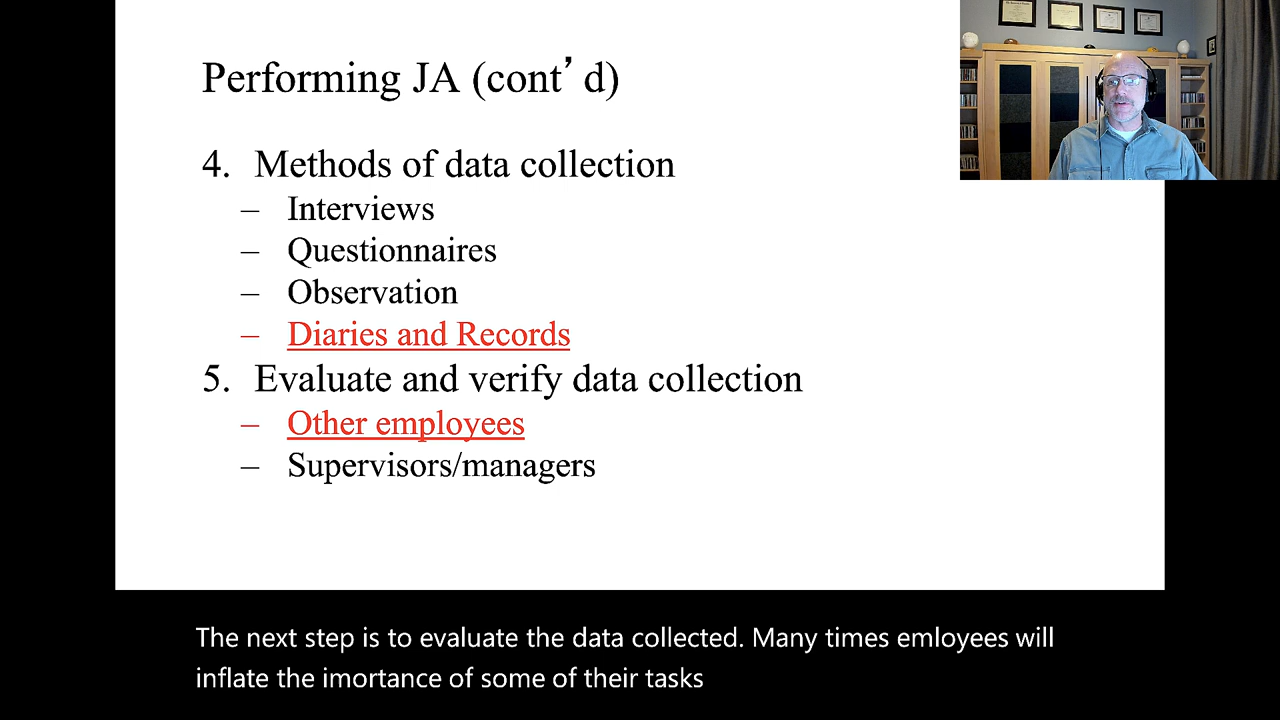 Performing JA (cont’d)
4. Methods of data collection
– Interviews
– Questionnaires
– Observation
– Diaries and Records
5. Evaluate and verify data collection
– Other employees
– Supervisors/managers
The next step is to evaluate the data collected. Many times emloyees will
inflate the imortance of some of their tasks